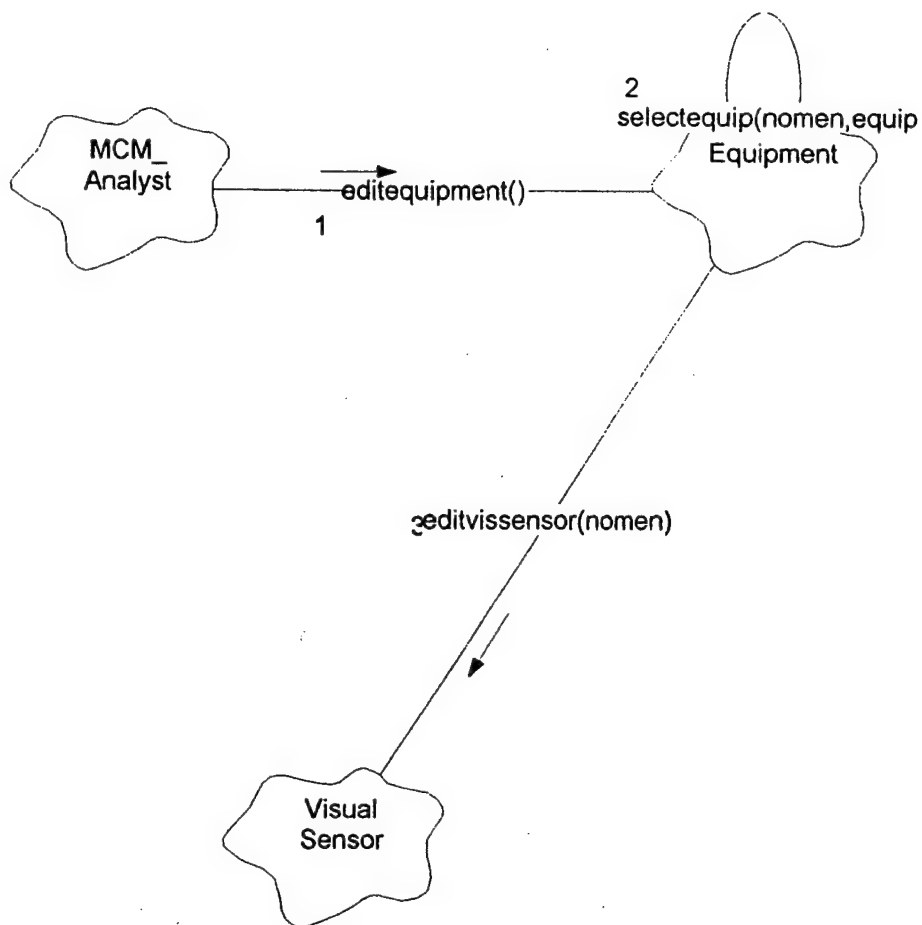 2
selectequip(nomen,equip
MCM_
Analyst
Equipment
editequipment()
1
3editvissensor(nomen)
Visual
Sensor